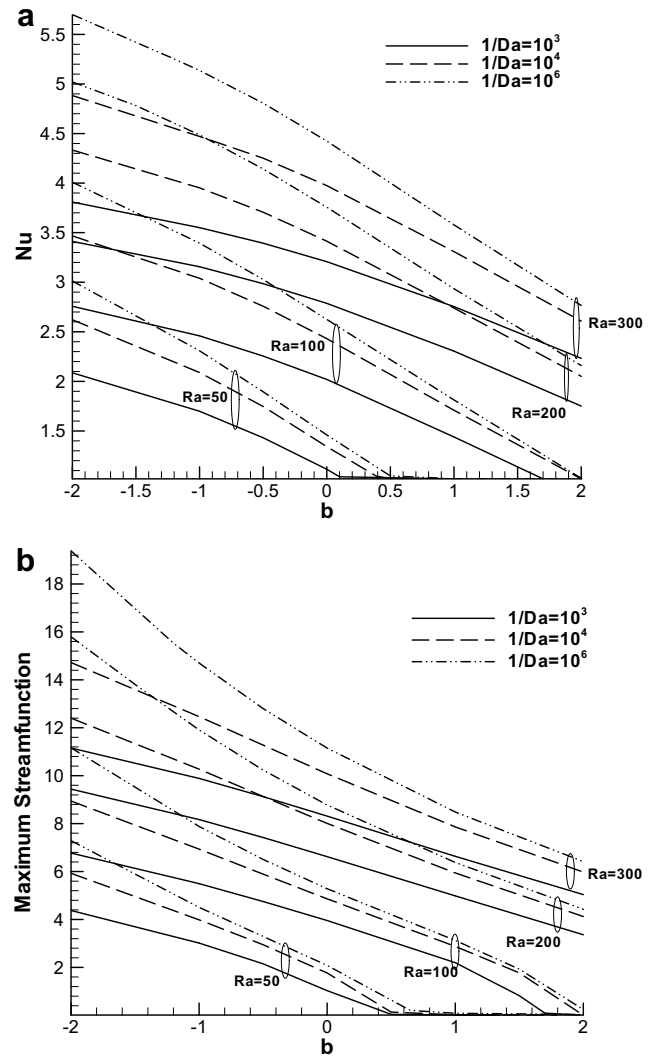 a
5.5
5
4.5
4
3.5
3
2.5
2
1.5
Nu
1/Da=10³
1/Da=10⁴
1/Da=10⁶
Ra=300
Ra=100
Ra=50
Ra=200
-2 -1.5 -1 -0.5 0 0.5 1 1.5 2
b
b
18
16
14
12
10
8
6
4
2
Maximum Streamfunction
1/Da=10³
1/Da=10⁴
1/Da=10⁶
Ra=300
Ra=200
Ra=100
Ra=50
-2 -1 0 1 2
b